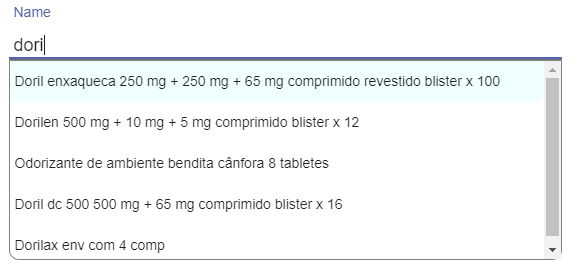 Name
dori
Doril enxaqueca 250 mg + 250 mg + 65 mg comprimido revestido blister x 100
Dorilen 500 mg + 10 mg + 5 mg comprimido blister x 12
Odorizante de ambiente bendita cânfora 8 tabletes
Doril dc 500 500 mg + 65 mg comprimido blister x 16
Dorilax env com 4 comp